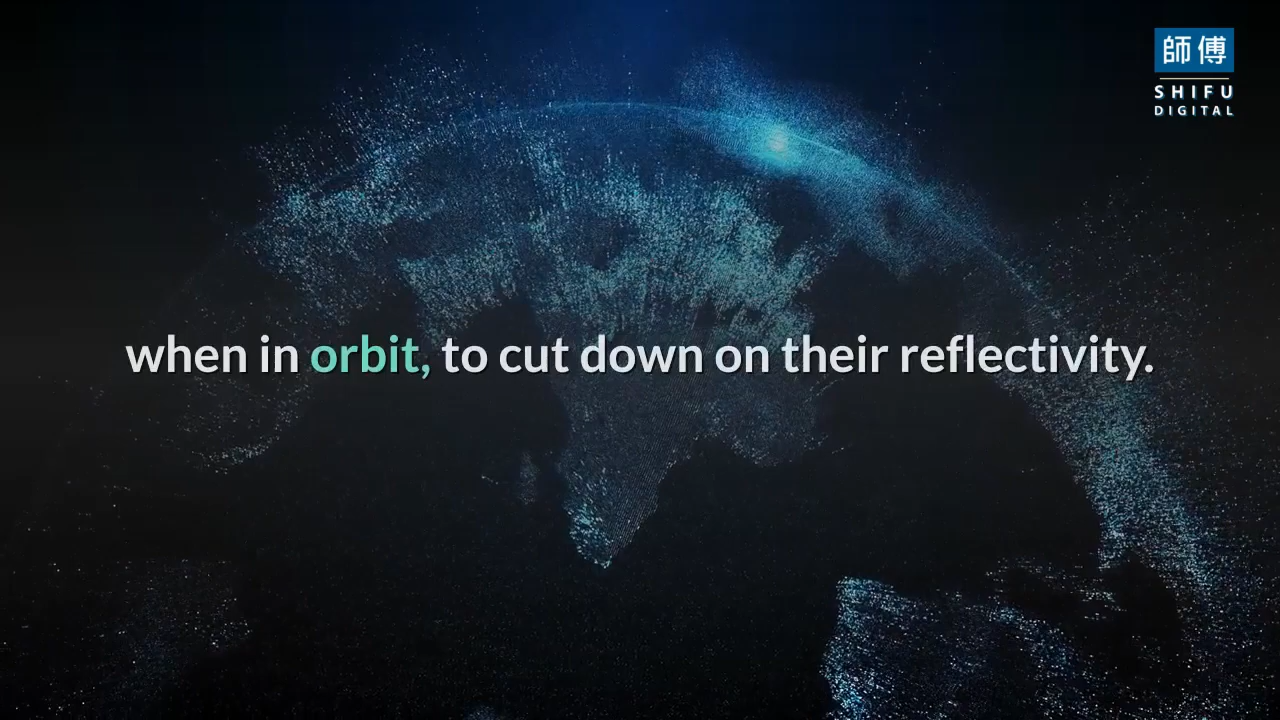 師傅
SHIFU
DIGITAL
when in orbit, to cut down on their reflectivity.